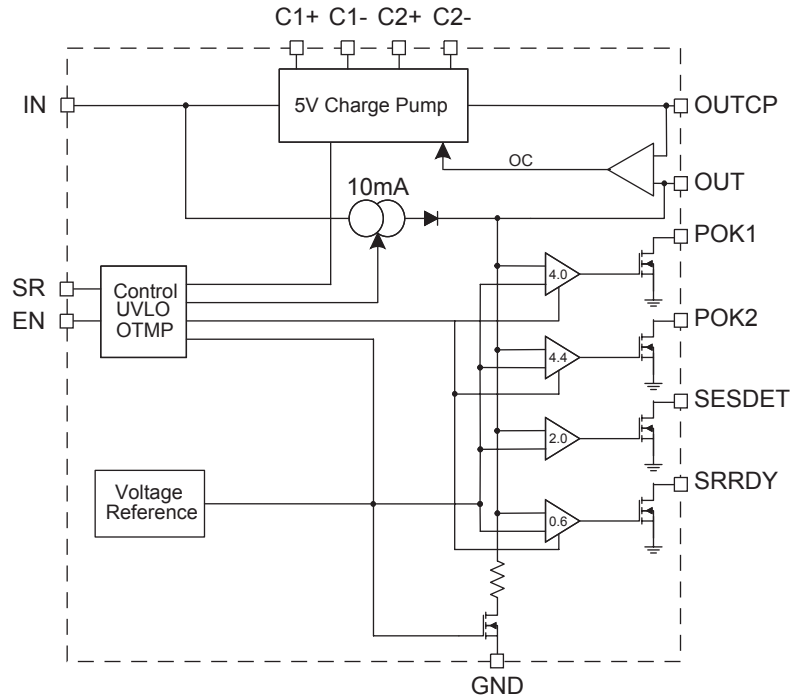 C1+ C1- C2+ C2-
IN
5V Charge Pump
OUTCP
OC
OUT
10mA
POK1
4.0
SR
EN
Control
UVLO
OTMP
POK2
4.4
SESDET
2.0
Voltage
Reference
SRRDY
0.6
GND